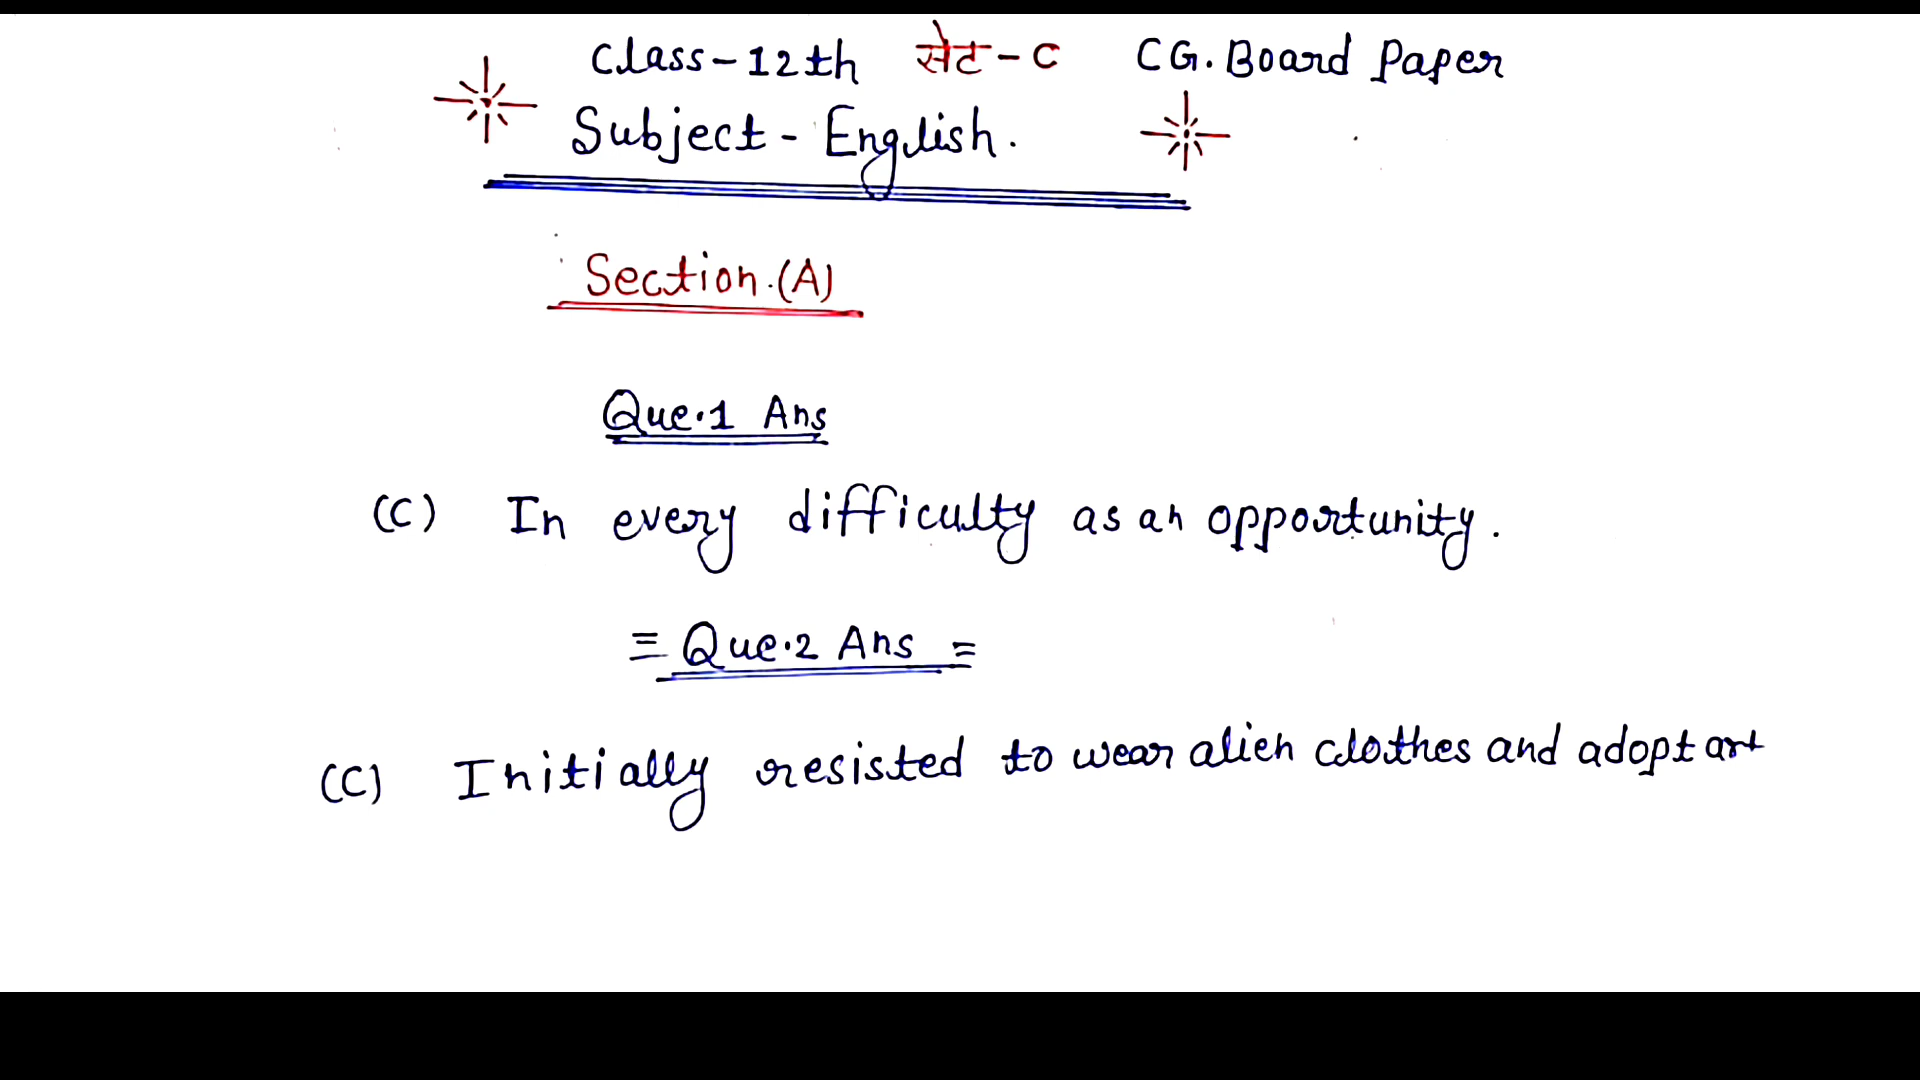 Class-12th सेट-C CG. Board Paper
Subject- English.
Section.(A)
Que.1 Ans
(C) In every difficulty as an opportunity.
= Que.2 Ans =
(C) Initially resisted to wear alien clothes and adopt art